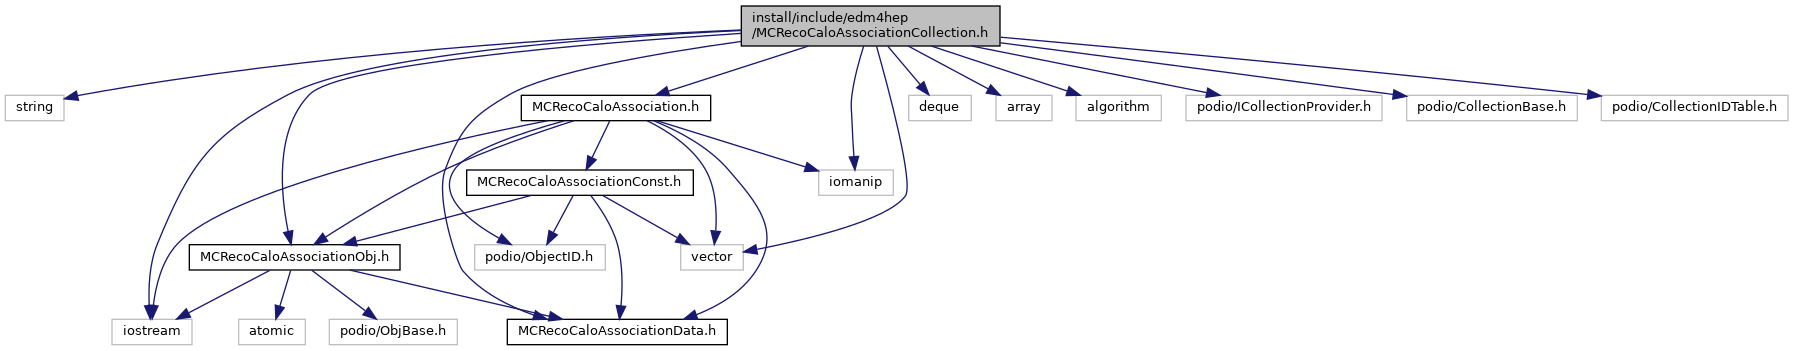 install/include/edm4hep
/MCRecoCaloAssociationCollection.h
string
MCRecoCaloAssociation.h
deque
array
algorithm
podio/ICollectionProvider.h
podio/CollectionBase.h
podio/CollectionIDTable.h
MCRecoCaloAssociationConst.h
iomanip
MCRecoCaloAssociationObj.h
podio/ObjectID.h
vector
iostream
atomic
podio/ObjBase.h
MCRecoCaloAssociationData.h